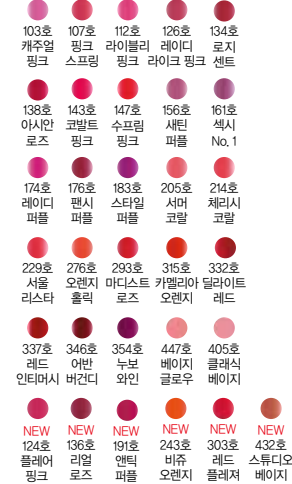 103호 107호 112호 126호 134호
캐주얼 핑크 라이블리 레이디 로지
핑크 스프링 핑크 라이크 핑크 센트
138호 143호 147호 156호 161호
아시안 코발트 수프림 새틴 섹시
로즈 핑크 핑크 퍼플 No. 1
174호 176호 183호 205호 214호
레이디 팬시 스타일 서머 체리시
퍼플 퍼플 퍼플 코랄 코랄
229호 276호 293호 315호 332호
서울 오렌지 마디스트 카멜리아 딜라이트
리스타 홀릭 로즈 오렌지 레드
337호 346호 354호 447호 405호
레드 어반 누보 베이지 클래식
인티머시 버건디 와인 글로우 베이지
NEW NEW NEW NEW NEW NEW
124호 136호 191호 243호 303호 432호
플레어 리얼 앤틱 비쥬 레드 스튜디오
핑크 로즈 퍼플 오렌지 플레져 베이지